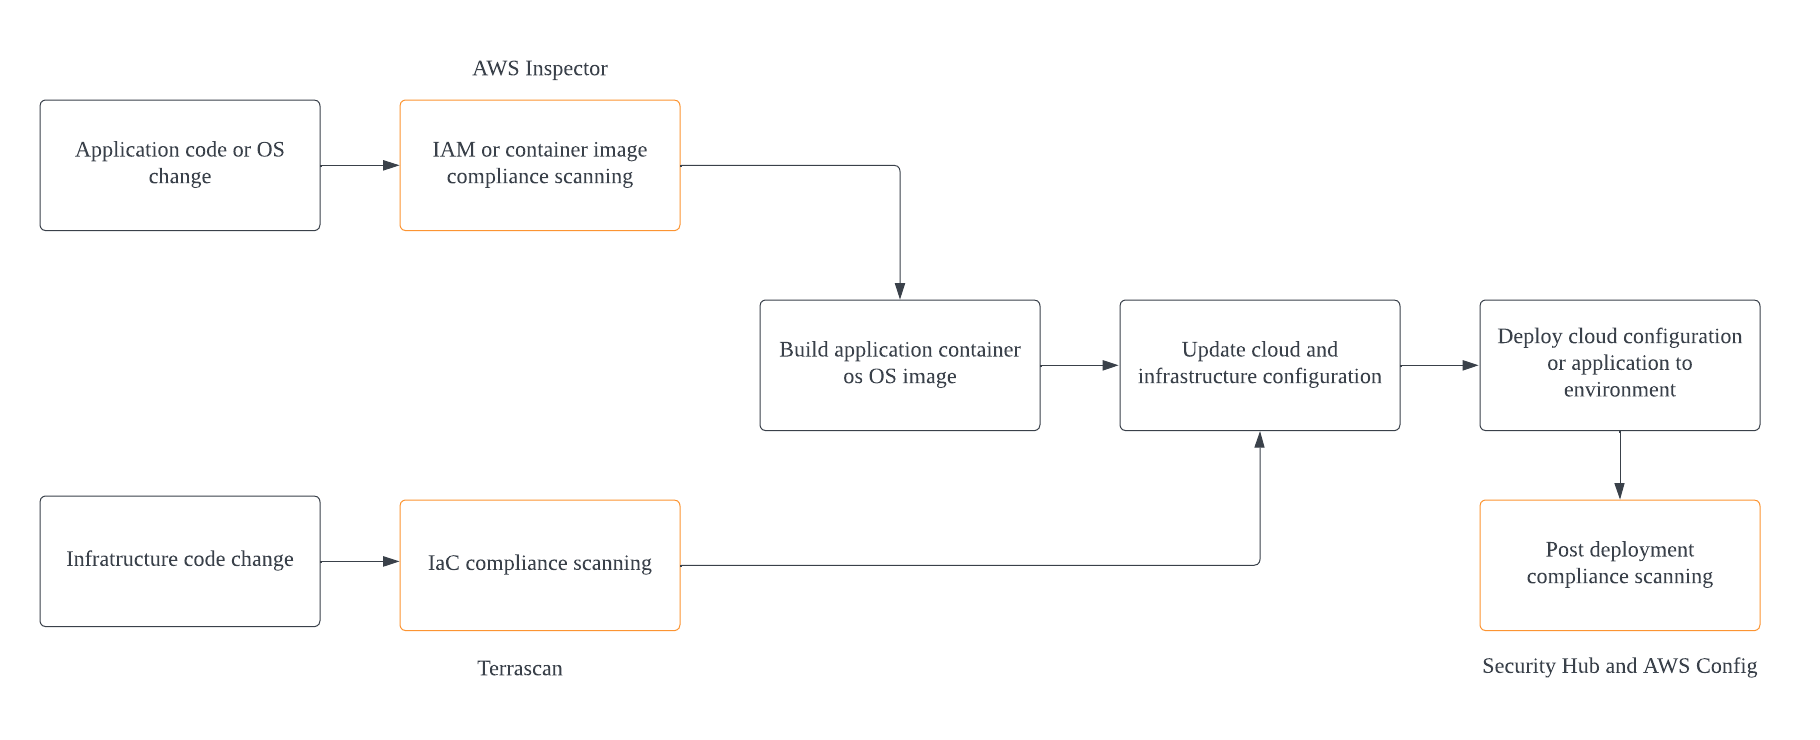 AWS Inspector
Application code or OS
change
IAM or container image
compliance scanning
Build application container
os OS image
Update cloud and
infrastructure configuration
Deploy cloud configuration
or application to
environment
Infratructure code change
IaC compliance scanning
Post deployment
compliance scanning
Terrascan
Security Hub and AWS Config